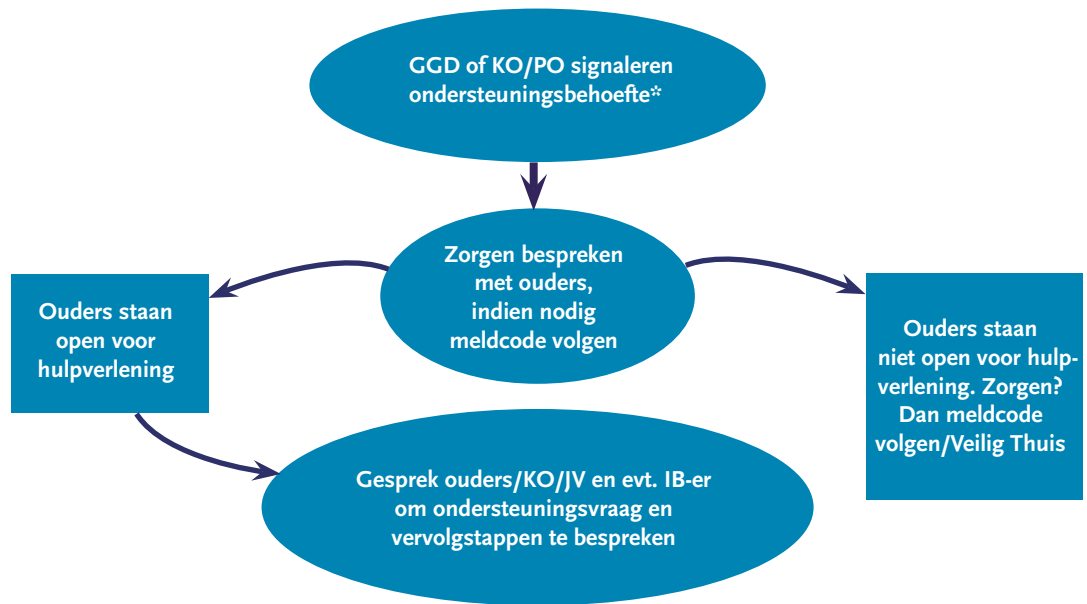 GGD of KO/PO signaleren
ondersteuningsbehoefte*
Zorgen bespreken
met ouders,
indien nodig
meldcode volgen
Ouders staan
open voor
hulpverlening
Ouders staan
niet open voor hulp-
verlening. Zorgen?
Dan meldcode
volgen/Veilig Thuis
Gesprek ouders/KO/JV en evt. IB-er
om ondersteuningsvraag en
vervolgstappen te bespreken